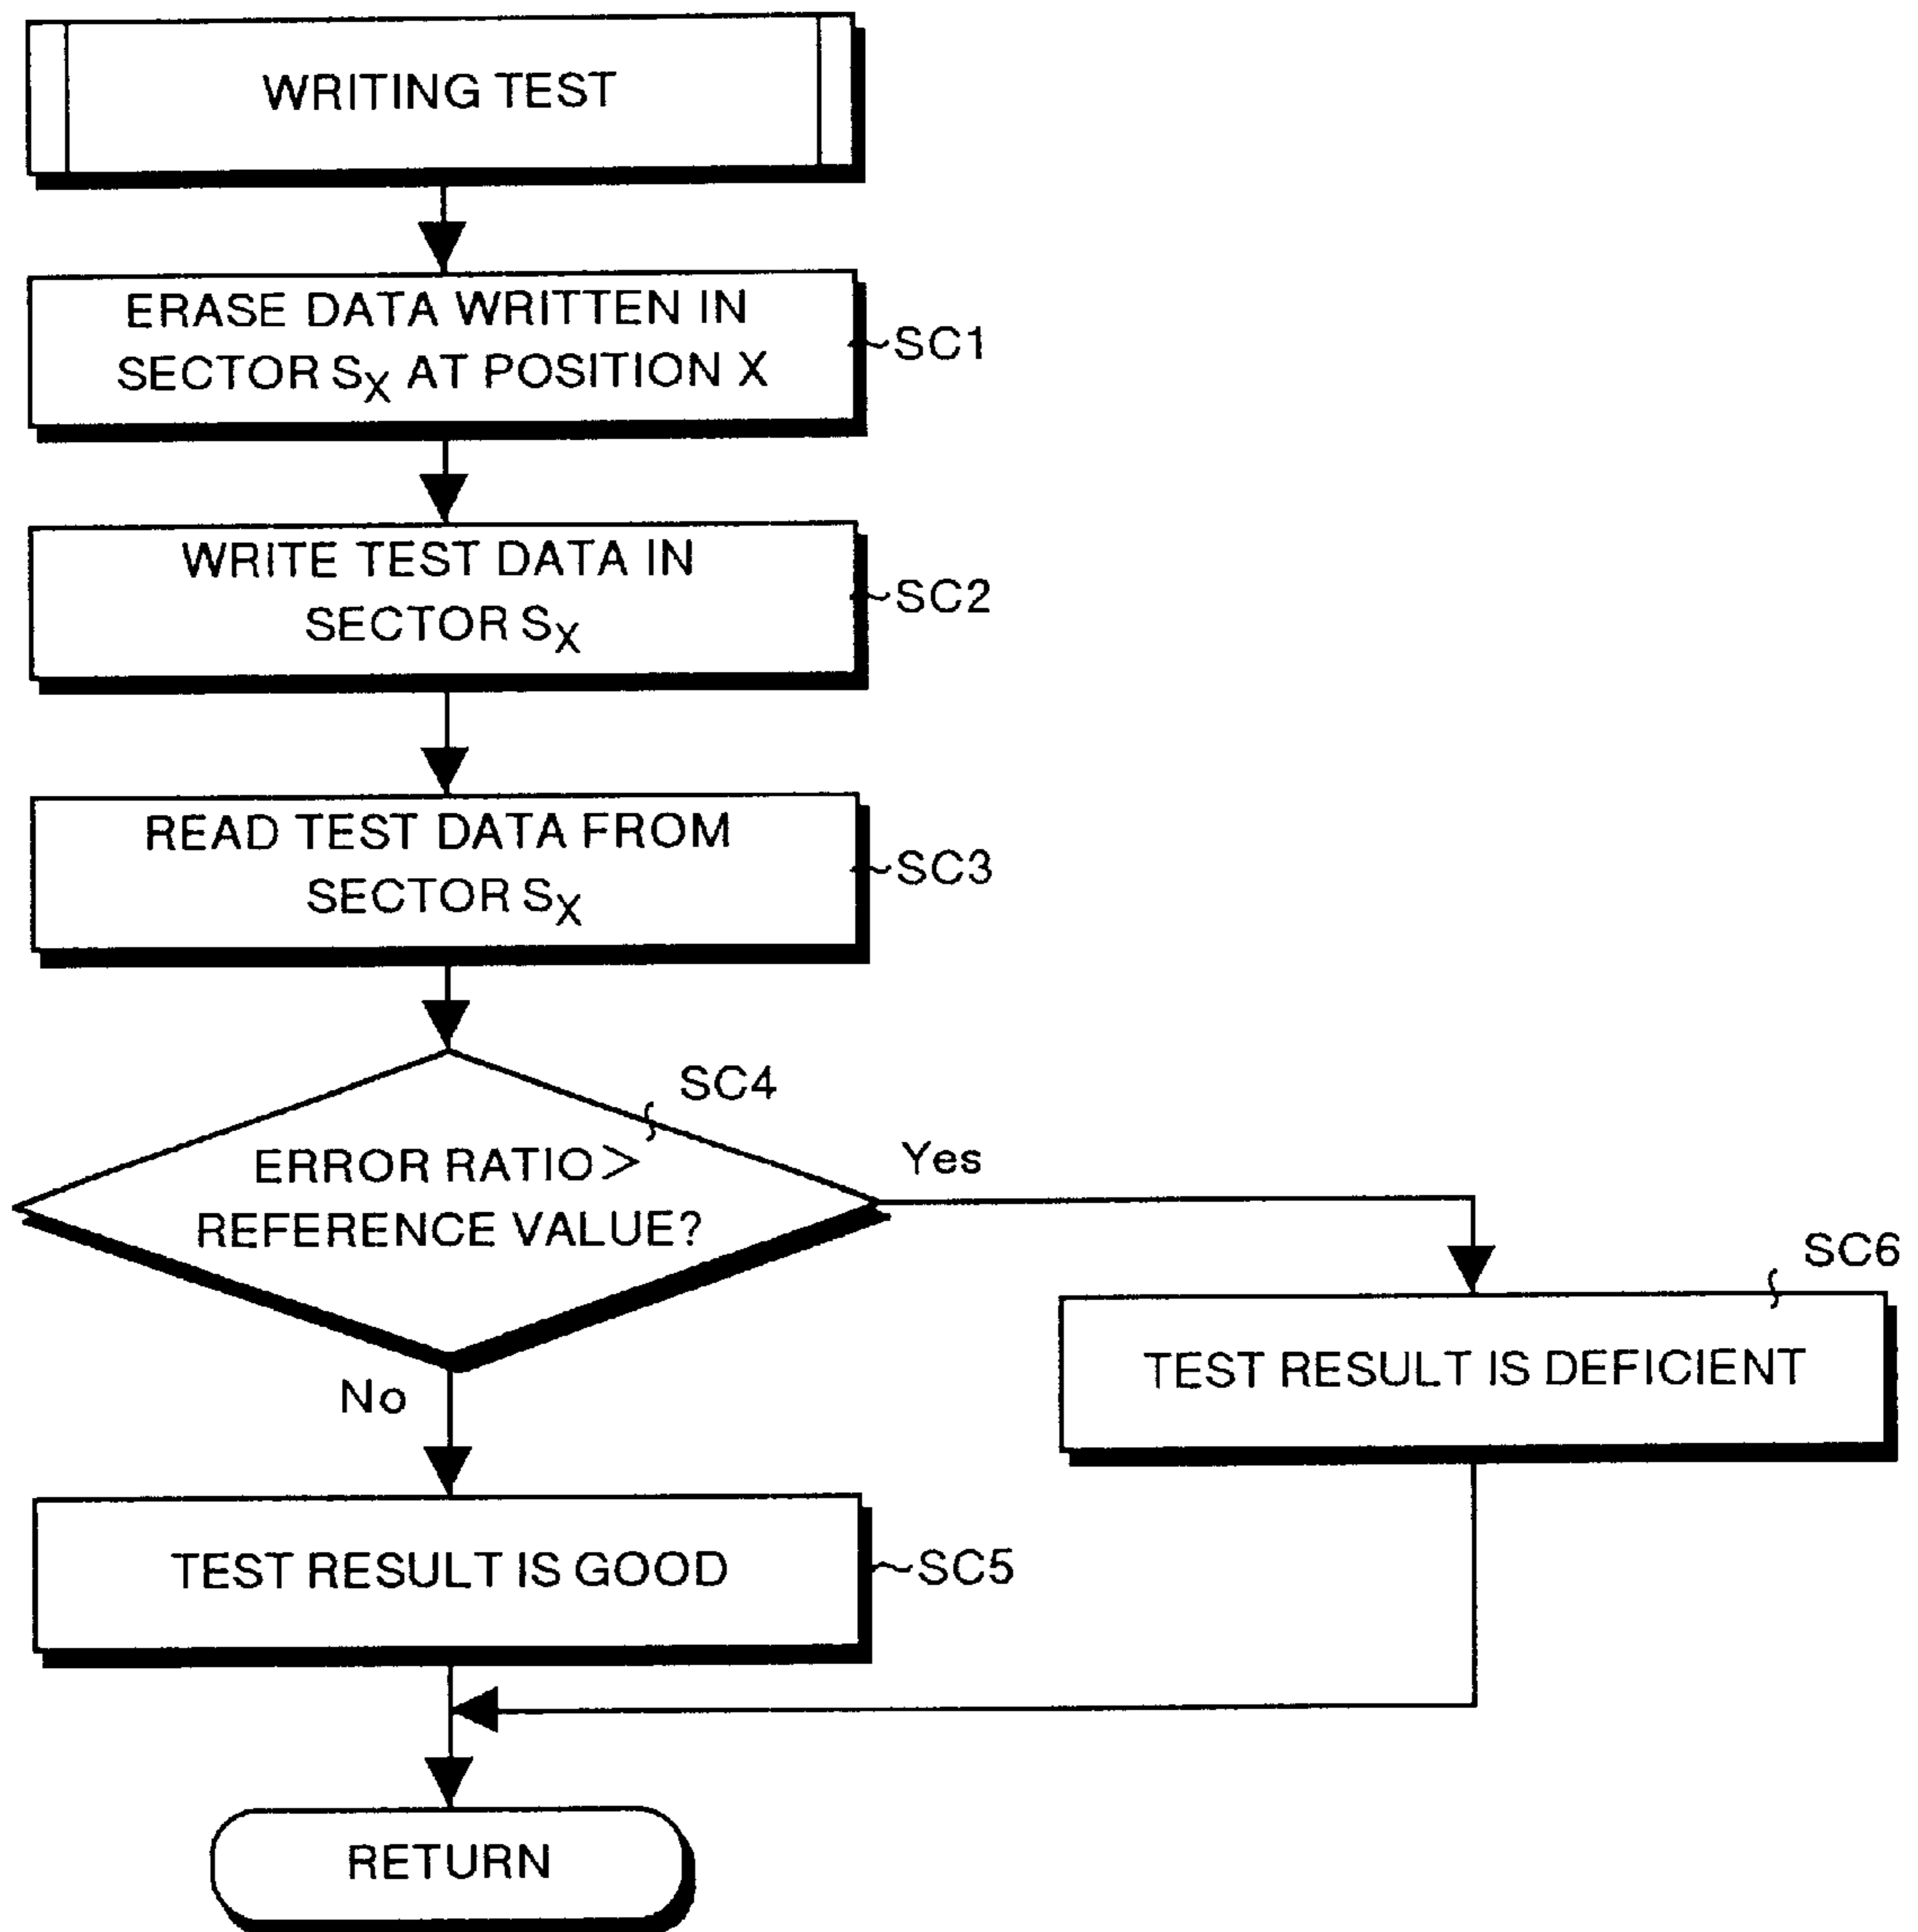 WRITING TEST
ERASE DATA WRITTEN IN
SECTOR SX AT POSITION X
SC1
WRITE TEST DATA IN
SECTOR SX
SC2
READ TEST DATA FROM
SECTOR SX
SC3
SC4
ERROR RATIO >
REFERENCE VALUE?
Yes
No
SC6
TEST RESULT IS DEFICIENT
TEST RESULT IS GOOD
SC5
RETURN